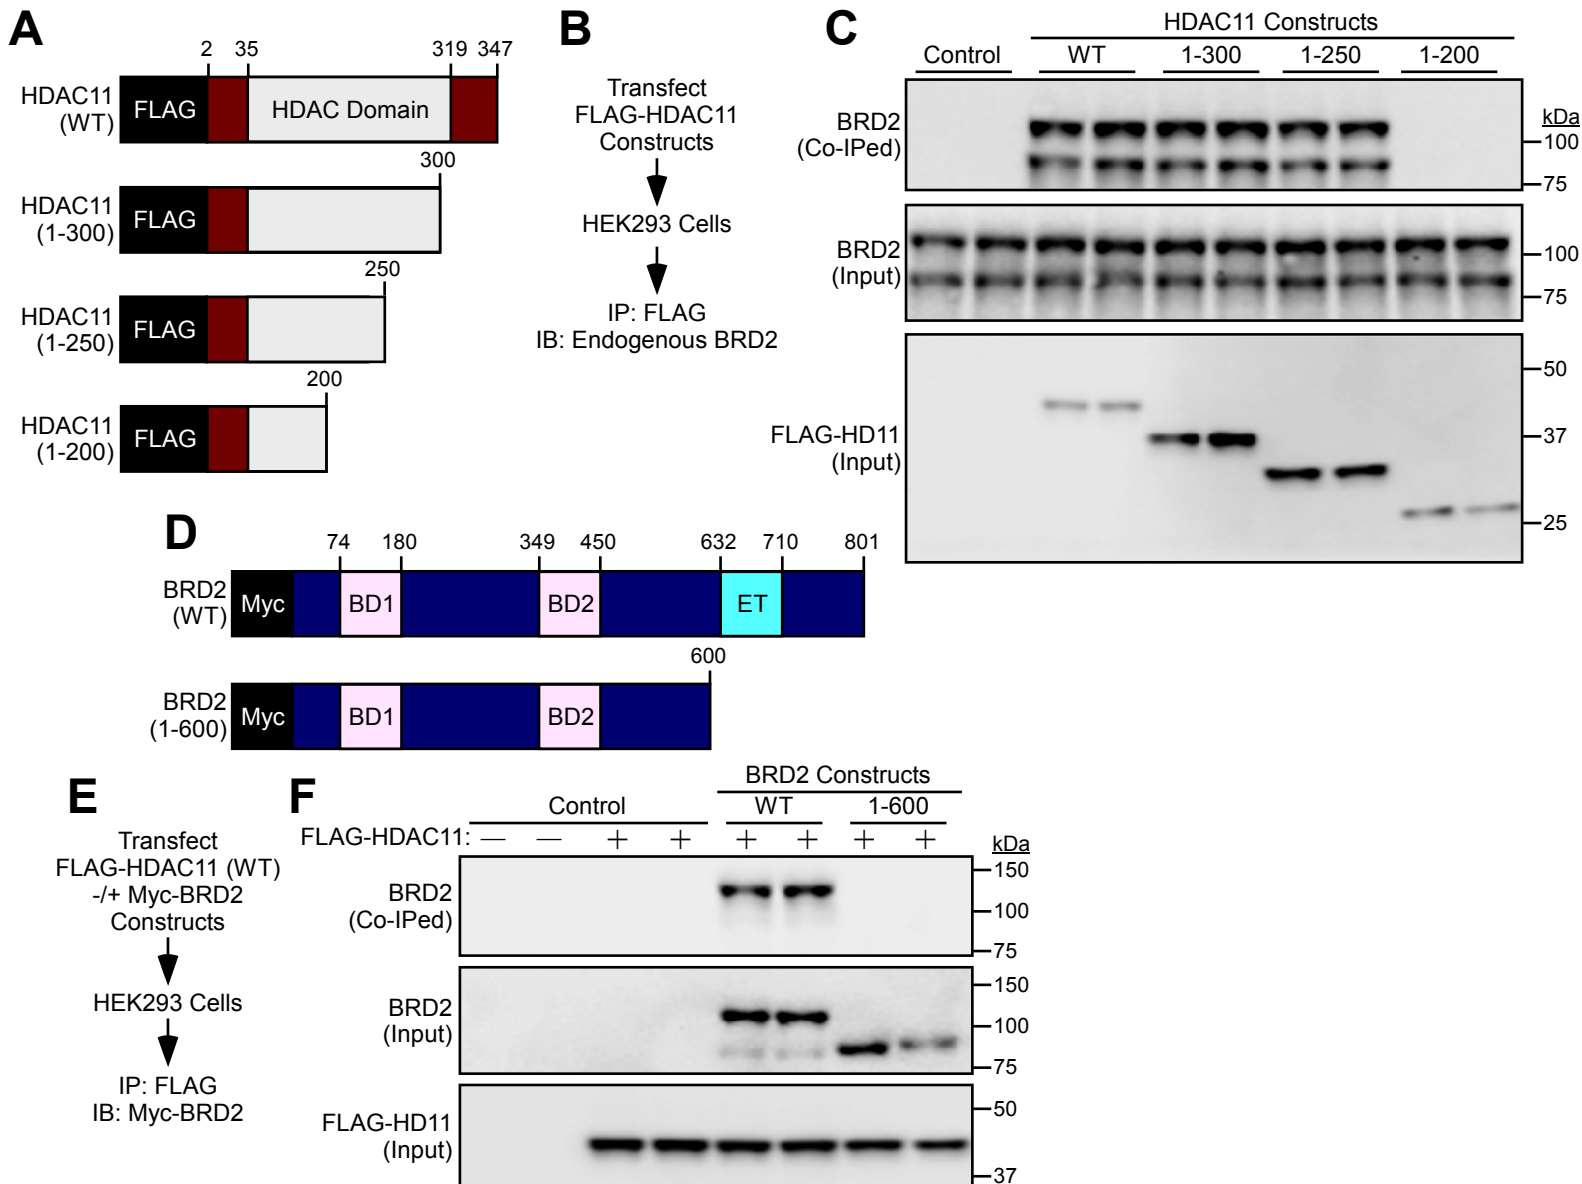 A
2 35 319 347
HDAC11
(WT)
FLAG
HDAC Domain
300
HDAC11
(1-300)
FLAG
250
HDAC11
(1-250)
FLAG
200
HDAC11
(1-200)
FLAG
B
Transfect
FLAG-HDAC11
Constructs
HEK293 Cells
IP: FLAG
IB: Endogenous BRD2
C
HDAC11 Constructs
Control WT 1-300 1-250 1-200
BRD2
(Co-IPed)
kDa
100
75
BRD2
(Input)
100
75
FLAG-HD11
(Input)
50
37
25
D
74 180 349 450 632 710 801
BRD2
(WT)
Myc BD1 BD2 ET
600
BRD2
(1-600)
Myc BD1 BD2
E
Transfect
FLAG-HDAC11 (WT)
-/+ Myc-BRD2
Constructs
HEK293 Cells
IP: FLAG
IB: Myc-BRD2
F
BRD2 Constructs
Control WT 1-600
FLAG-HDAC11: — — + + + + + +
kDa
BRD2
(Co-IPed)
150
100
75
BRD2
(Input)
150
100
75
FLAG-HD11
(Input)
50
37